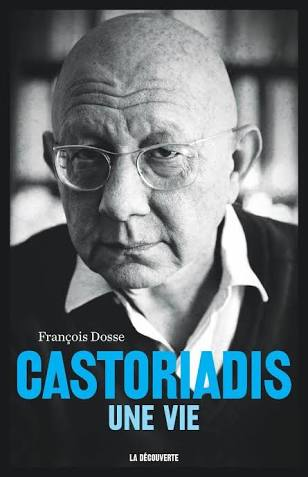 François Dosse
CASTORIADIS
UNE VIE
LA DÉCOUVERTE